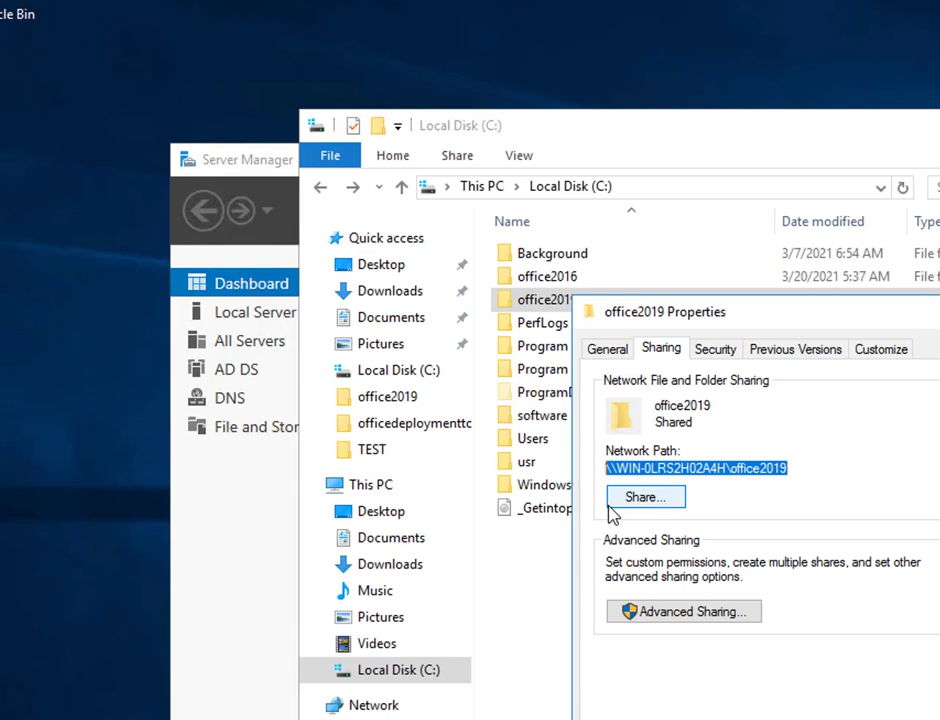 cle Bin
Local Disk (C:)
Server Manager
File
Home
Share
View
This PC
Local Disk (C:)
Name
Date modified
Type
Quick access
Desktop
Downloads
Documents
Pictures
Local Disk (C:)
office2019
officedeploymenttc
TEST
This PC
Desktop
Documents
Downloads
Music
Pictures
Videos
Local Disk (C:)
Network
Dashboard
Local Server
All Servers
AD DS
DNS
File and Stor
Background
3/7/2021 6:54 AM
File f
office2016
3/20/2021 5:37 AM
File f
office201
PerfLogs
Program
Program
ProgramD
software
Users
usr
Windows
_Getintop
office2019 Properties
General
Sharing
Security
Previous Versions
Customize
Network File and Folder Sharing
office2019
Shared
Network Path:
\\WIN-0LRS2H02A4H\office2019
Share...
Advanced Sharing
Set custom permissions, create multiple shares, and set other
advanced sharing options.
Advanced Sharing...